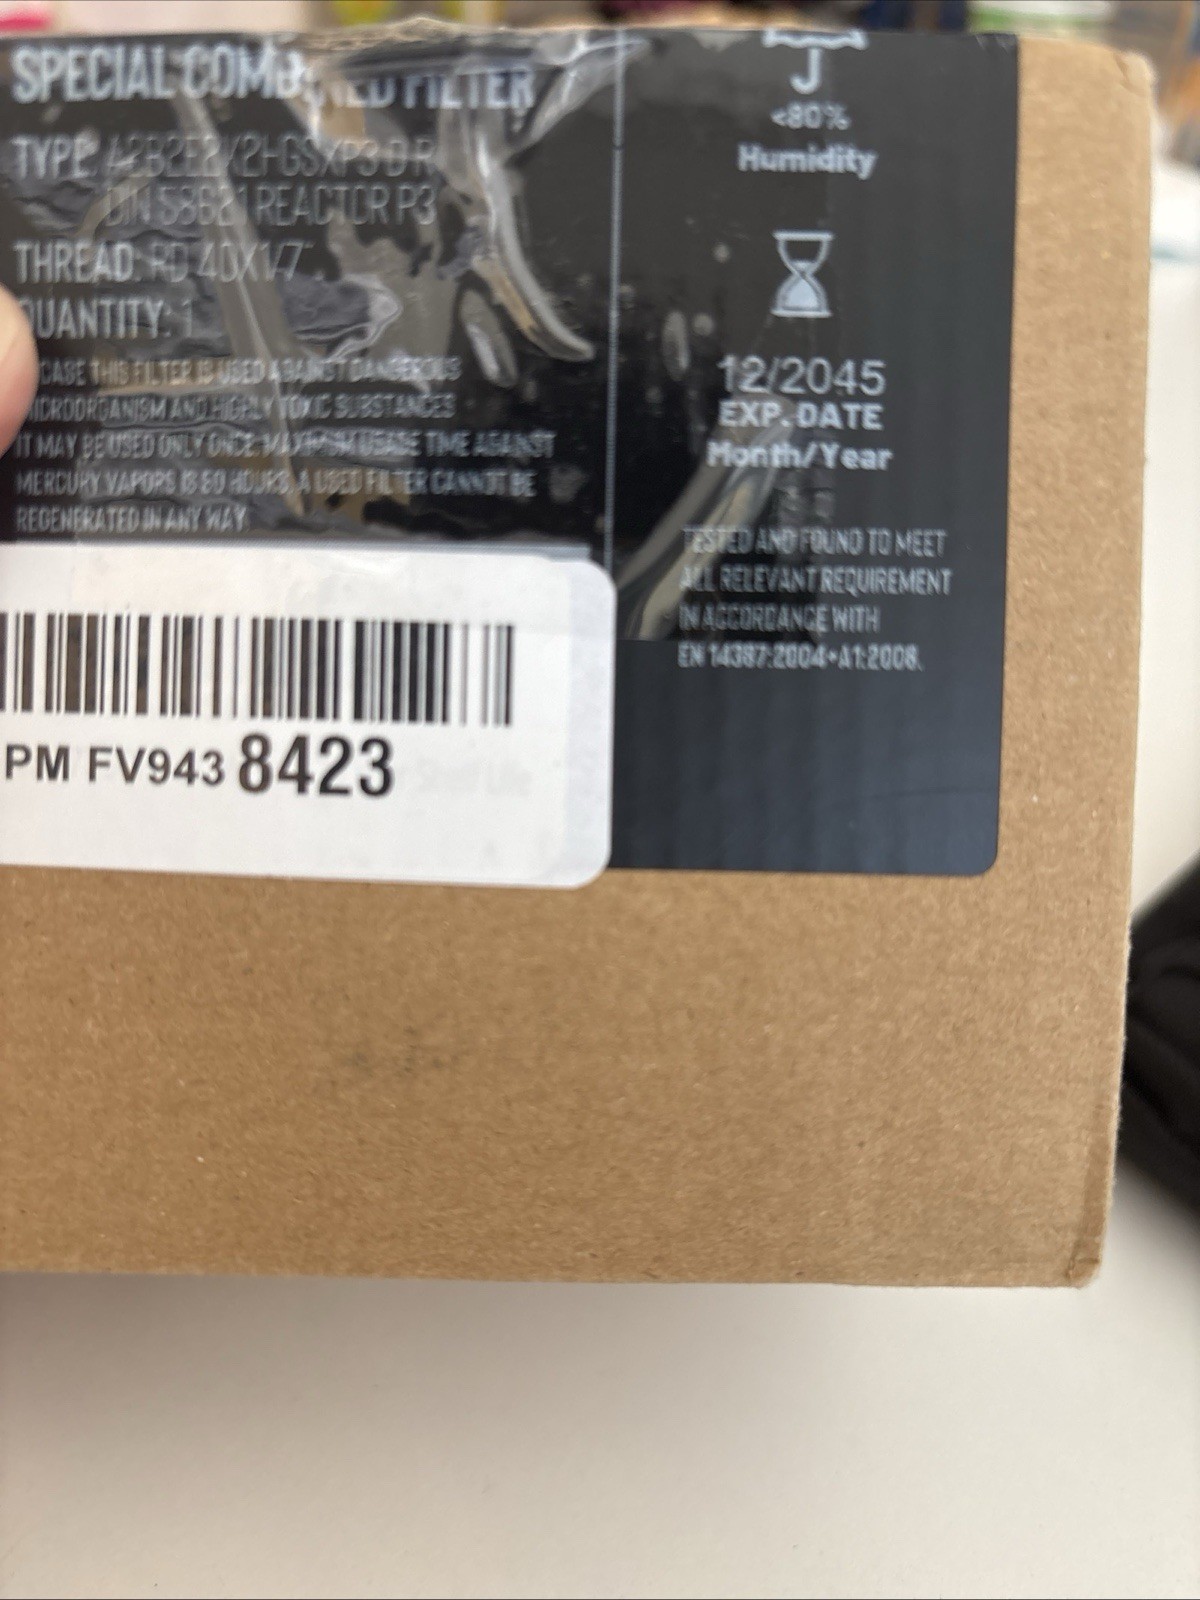 SPECIAL COMBINED FILTER
TYPE: A2B2E2K2HGSXP3 D R
DIN 58621 REACTOR P3
THREAD: RD 40X1/7"
QUANTITY: 1
CASE THIS FILTER IS USED AGAINST DANGEROUS
MICROORGANISM AND HIGHLY TOXIC SUBSTANCES
IT MAY BE USED ONLY ONCE. MAXIMUM USAGE TIME AGAINST
MERCURY VAPORS IS 50 HOURS. A USED FILTER CANNOT BE
REGENERATED IN ANY WAY
<80%
Humidity
12/2045
EXP. DATE
Month/Year
TESTED AND FOUND TO MEET
ALL RELEVANT REQUIREMENT
IN ACCORDANCE WITH
EN 14387:2004+A1:2008.
PM FV943 8423